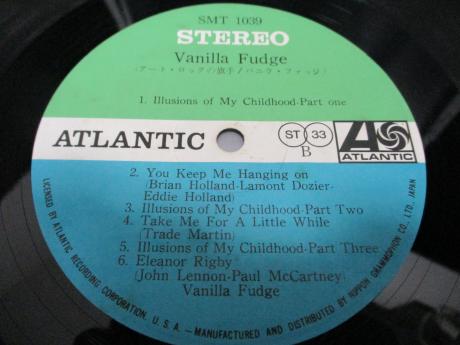 SMT 1039
STEREO
Vanilla Fudge
(アート・ロックの旗手/バニラ・ファッジ)
1. Illusions of My Childhood-Part one
ATLANTIC
ST 33
B
ATLANTIC
2. You Keep Me Hanging on
(Brian Holland-Lamont Dozier-
Eddie Holland)
3. Illusions of My Childhood-Part Two
4. Take Me For A Little While
(Trade Martin)
5. Illusions of My Childhood-Part Three
6. Eleanor Rigby
(John Lennon-Paul McCartney)
Vanilla Fudge
LICENSED BY ATLANTIC RECORDING CORPORATION, U.S.A.—MANUFACTURED AND DISTRIBUTED BY NIPPON GRAMMOPHON CO., LTD., JAPAN